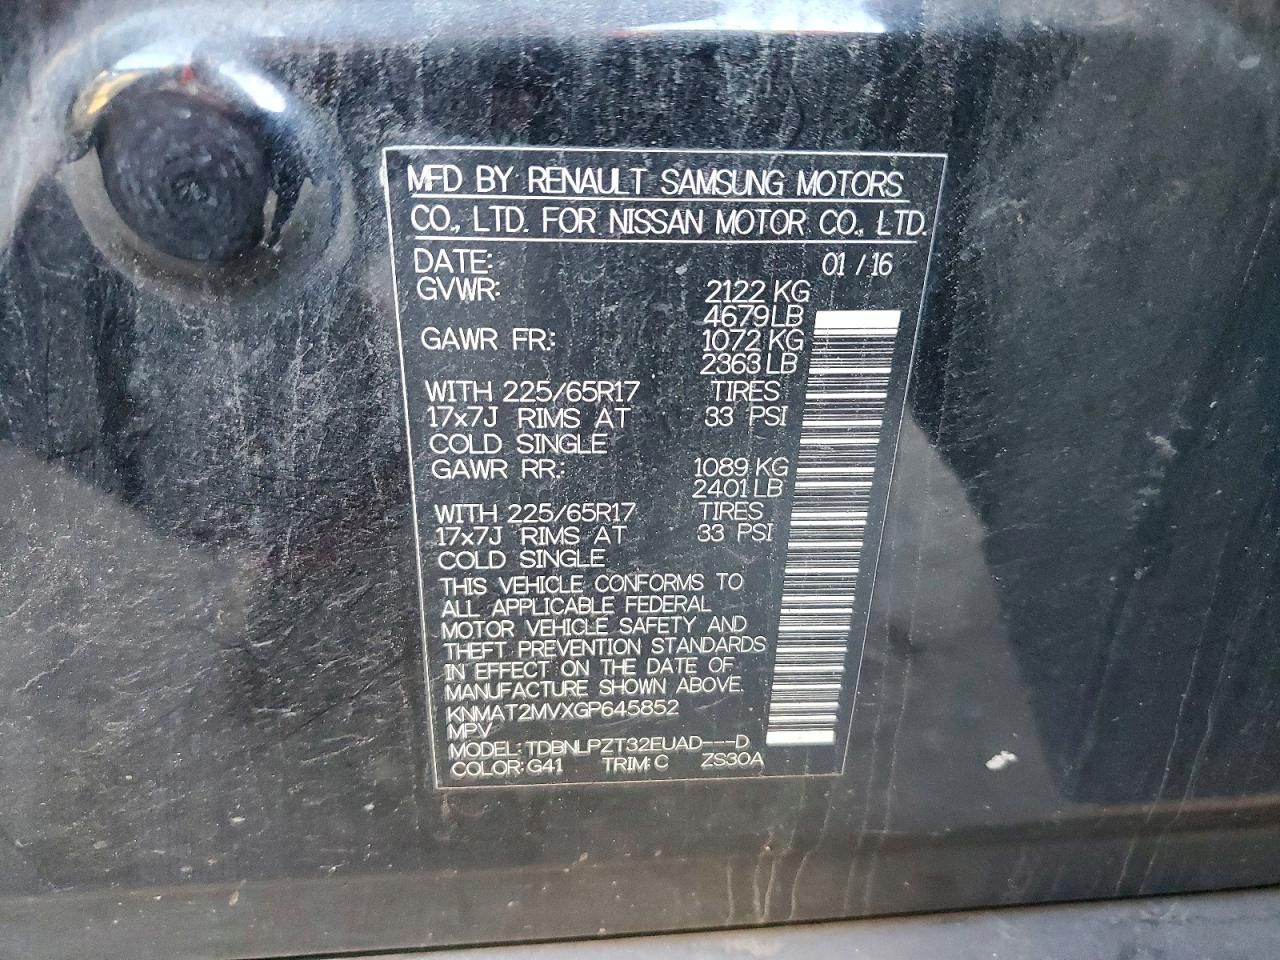 MFD BY RENAULT SAMSUNG MOTORS
CO., LTD. FOR NISSAN MOTOR CO., LTD.
DATE: 01 / 16
GVWR: 2122 KG
4679 LB
GAWR FR: 1072 KG
2363 LB
WITH 225/65R17 TIRES
17x7J RIMS AT 33 PSI
COLD SINGLE
GAWR RR: 1089 KG
2401 LB
WITH 225/65R17 TIRES
17x7J RIMS AT 33 PSI
COLD SINGLE
THIS VEHICLE CONFORMS TO
ALL APPLICABLE FEDERAL
MOTOR VEHICLE SAFETY AND
THEFT PREVENTION STANDARDS
IN EFFECT ON THE DATE OF
MANUFACTURE SHOWN ABOVE.
KNMAT2MVXGP645852
MPV
MODEL: TDBNLPZT32EUAD---D
COLOR: G41 TRIM: C ZS30A